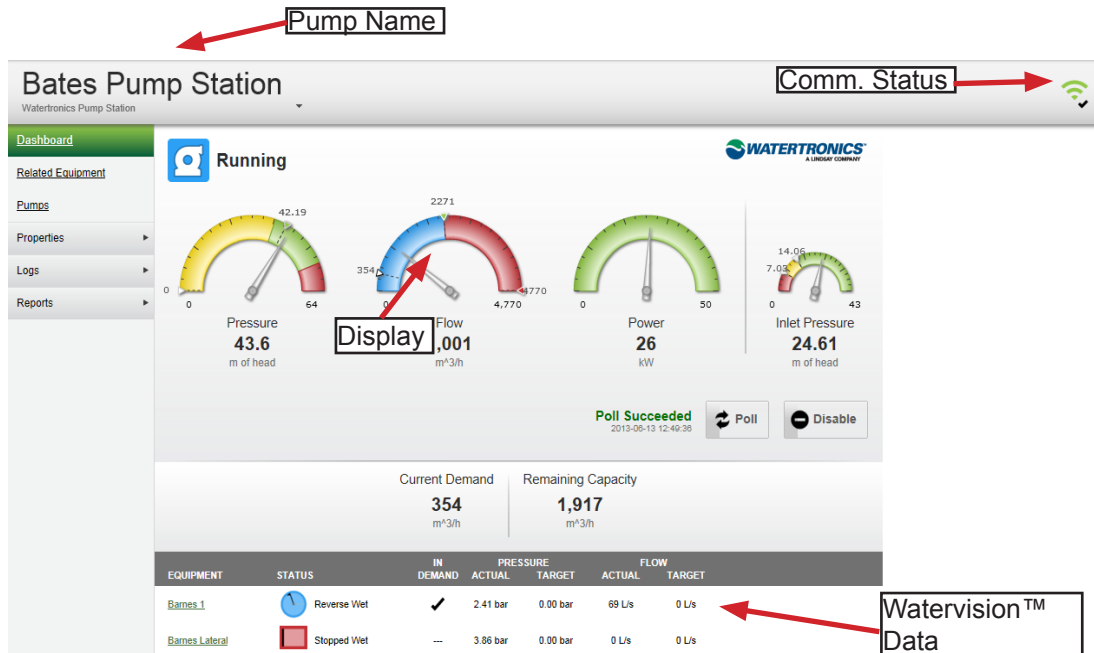 Pump Name
Bates Pump Station
Watertronics Pump Station
Comm. Status
Dashboard
Related Equipment
Pumps
Properties
Logs
Reports
Running
WATERTRONICS
A LINDSAY COMPANY
42.19
0
0
64
Pressure
43.6
m of head
2271
354
4770
0
4,770
Flow
,001
m^3/h
Display
0
50
Power
26
kW
14.06
7.03
0
43
Inlet Pressure
24.61
m of head
Poll Succeeded
2013-06-13 12:49:36
Poll
Disable
Current Demand
354
m^3/h
Remaining Capacity
1,917
m^3/h
IN PRESSURE FLOW
EQUIPMENT STATUS DEMAND ACTUAL TARGET ACTUAL TARGET
Barnes 1 Reverse Wet 2.41 bar 0.00 bar 69 L/s 0 L/s
Barnes Lateral Stopped Wet --- 3.86 bar 0.00 bar 0 L/s 0 L/s
Watervision™
Data